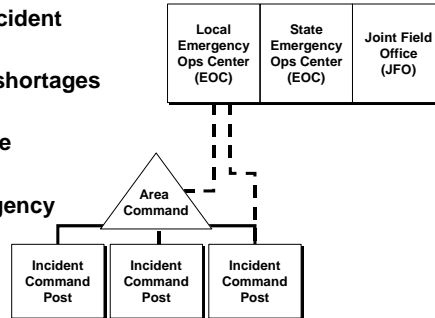 cident
shortages
e
gency
Local
Emergency
Ops Center
(EOC)
State
Emergency
Ops Center
(EOC)
Joint Field
Office
(JFO)
Area
Command
Incident
Command
Post
Incident
Command
Post
Incident
Command
Post